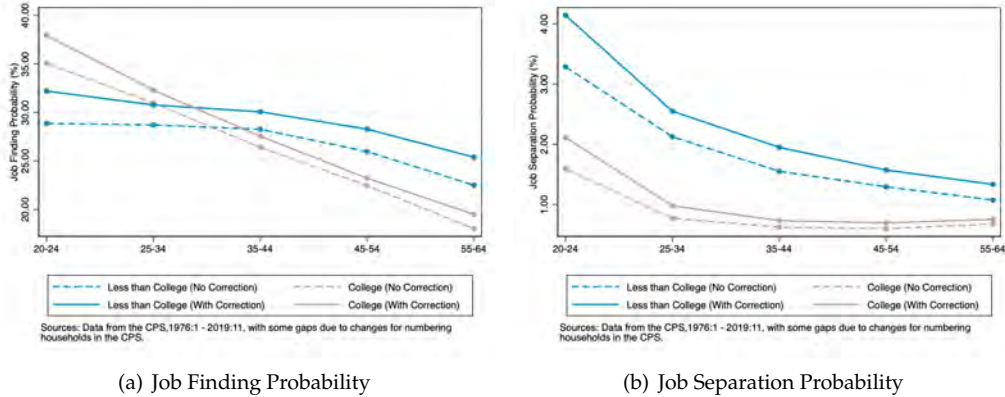 40.00
35.00
30.00
25.00
20.00
Job Finding Probability (%)
20-24 25-34 35-44 45-54 55-64
Less than College (No Correction) College (No Correction)
Less than College (With Correction) College (With Correction)
Sources: Data from the CPS,1976:1 - 2019:11, with some gaps due to changes for numbering
households in the CPS.
(a) Job Finding Probability
4.00
3.00
2.00
1.00
Job Separation Probability (%)
20-24 25-34 35-44 45-54 55-64
Less than College (No Correction) College (No Correction)
Less than College (With Correction) College (With Correction)
Sources: Data from the CPS,1976:1 - 2019:11, with some gaps due to changes for numbering
households in the CPS.
(b) Job Separation Probability